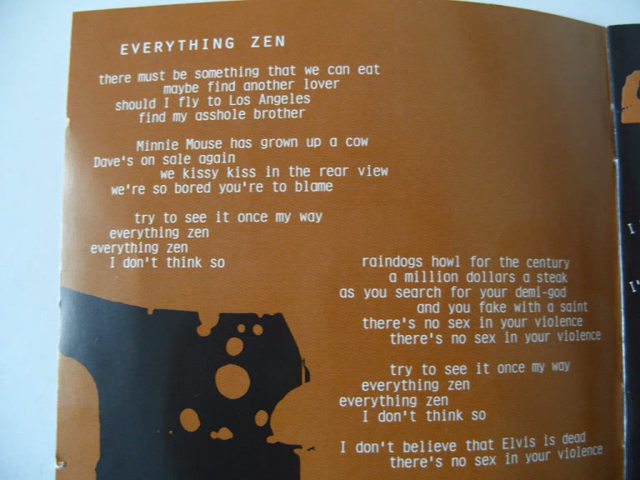 EVERYTHING ZEN
there must be something that we can eat
maybe find another lover
should I fly to Los Angeles
find my asshole brother
Minnie Mouse has grown up a cow
Dave's on sale again
we kissy kiss in the rear view
we're so bored you're to blame
try to see it once my way
everything zen
everything zen
I don't think so
raindogs howl for the century
a million dollars a steak
as you search for your demi-god
and you fake with a saint
there's no sex in your violence
there's no sex in your violence
try to see it once my way
everything zen
everything zen
I don't think so
I don't believe that Elvis is dead
there's no sex in your violence
I
I'